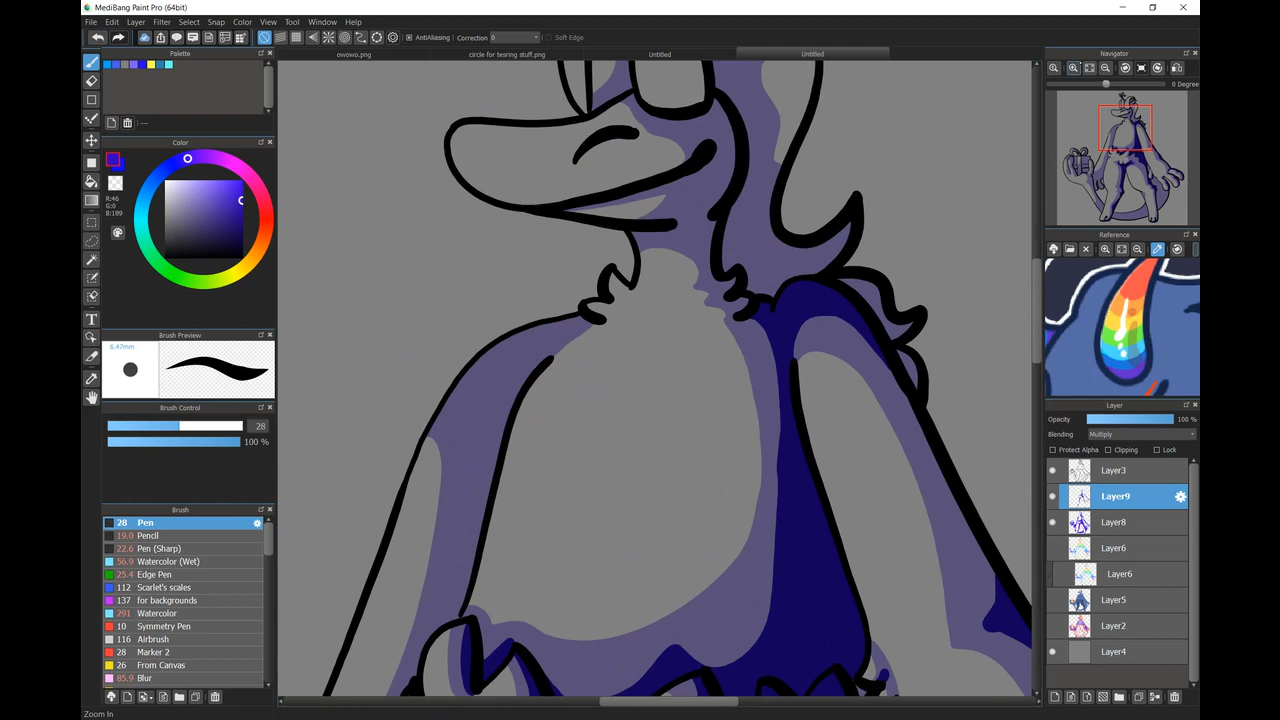 MediBang Paint Pro (64bit)
File Edit Layer Filter Select Snap Color View Tool Window Help
AntiAliasing Correction 0 Soft Edge
Palette
owowo.png circle for tesring stuff.png Untitled Untitled
Navigator
0 Degree
---
Color
R:46
G:0
B:189
Reference
Brush Preview
6.47mm
Brush Control
28
100 %
Layer
Opacity 100 %
Blending Multiply
Protect Alpha Clipping Lock
Layer3
Layer9
Layer8
Layer6
Layer6
Layer5
Layer2
Layer4
Brush
28 Pen
19.0 Pencil
22.6 Pen (Sharp)
56.9 Watercolor (Wet)
25.4 Edge Pen
112 Scarlet's scales
137 for backgrounds
291 Watercolor
10 Symmetry Pen
116 Airbrush
28 Marker 2
26 From Canvas
85.9 Blur
Zoom In